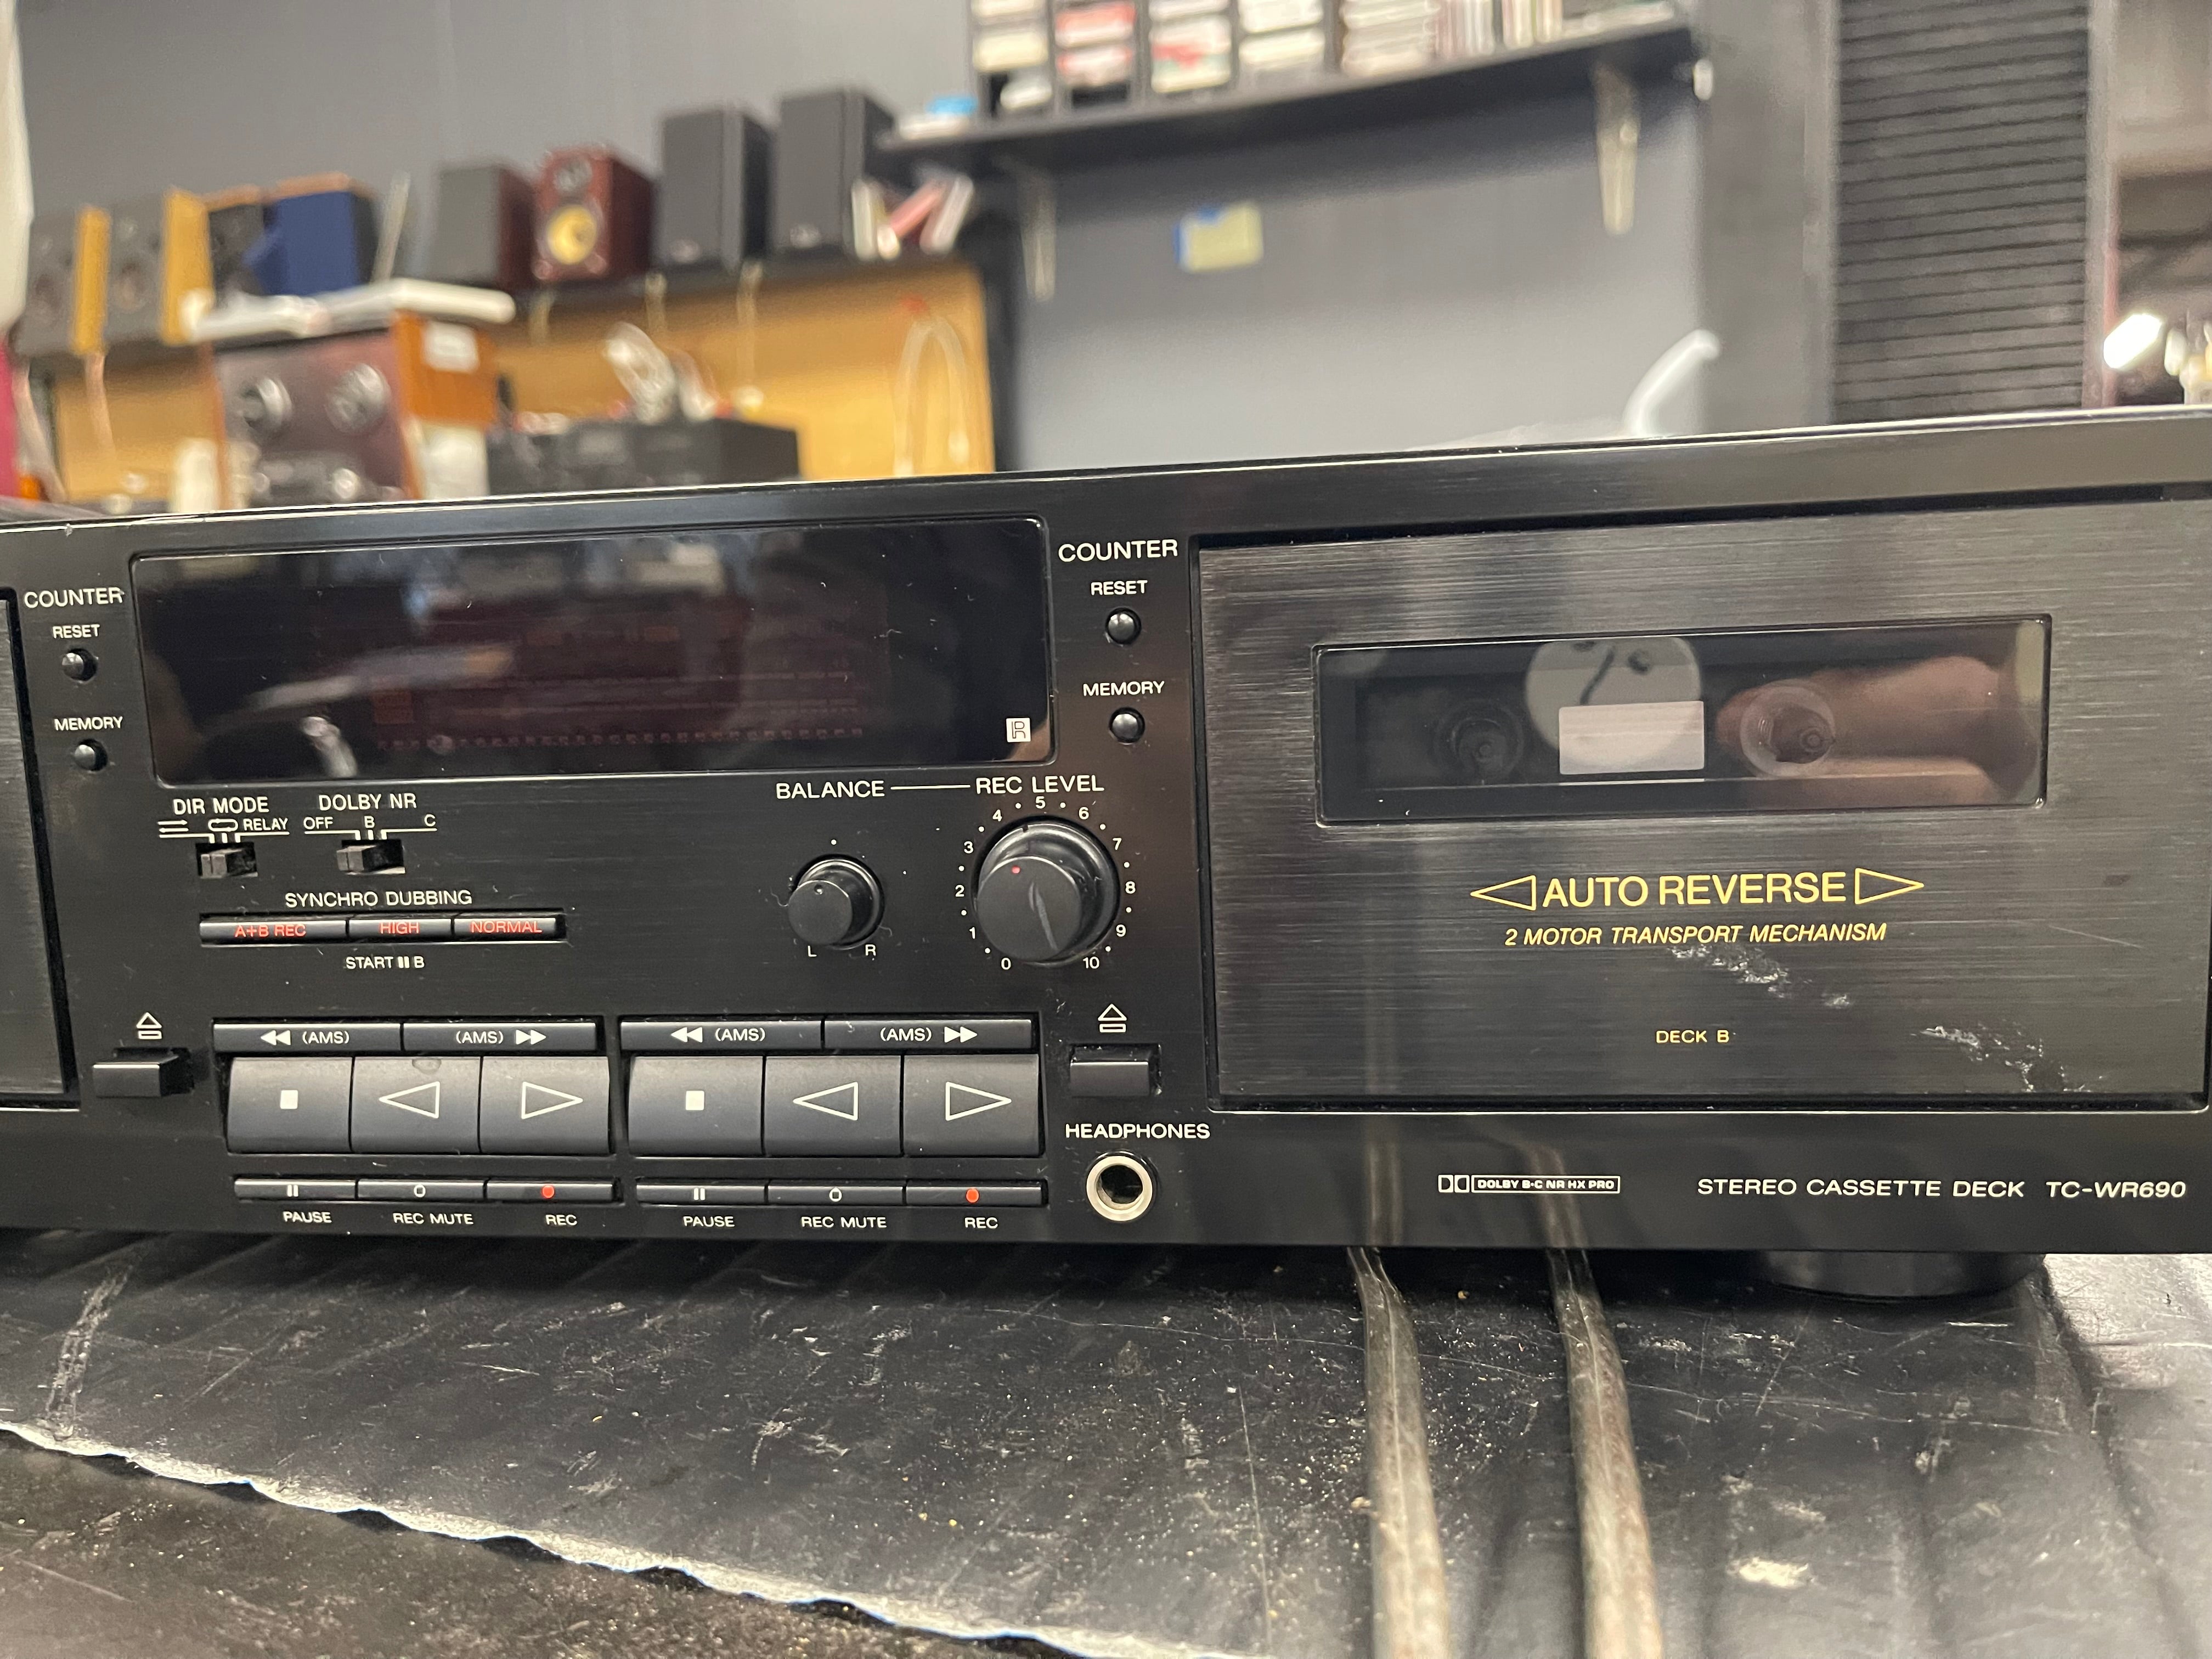 COUNTER
RESET
MEMORY
COUNTER
RESET
MEMORY
DIR MODE
RELAY
DOLBY NR
OFF B C
SYNCHRO DUBBING
A+B REC HIGH NORMAL
START B
BALANCE
L R
REC LEVEL
0 1 2 3 4 5 6 7 8 9 10
(AMS) (AMS) (AMS) (AMS)
PAUSE REC MUTE REC PAUSE REC MUTE REC
HEADPHONES
AUTO REVERSE
2 MOTOR TRANSPORT MECHANISM
DECK B
DOLBY B-C NR HX PRO
STEREO CASSETTE DECK TC-WR690